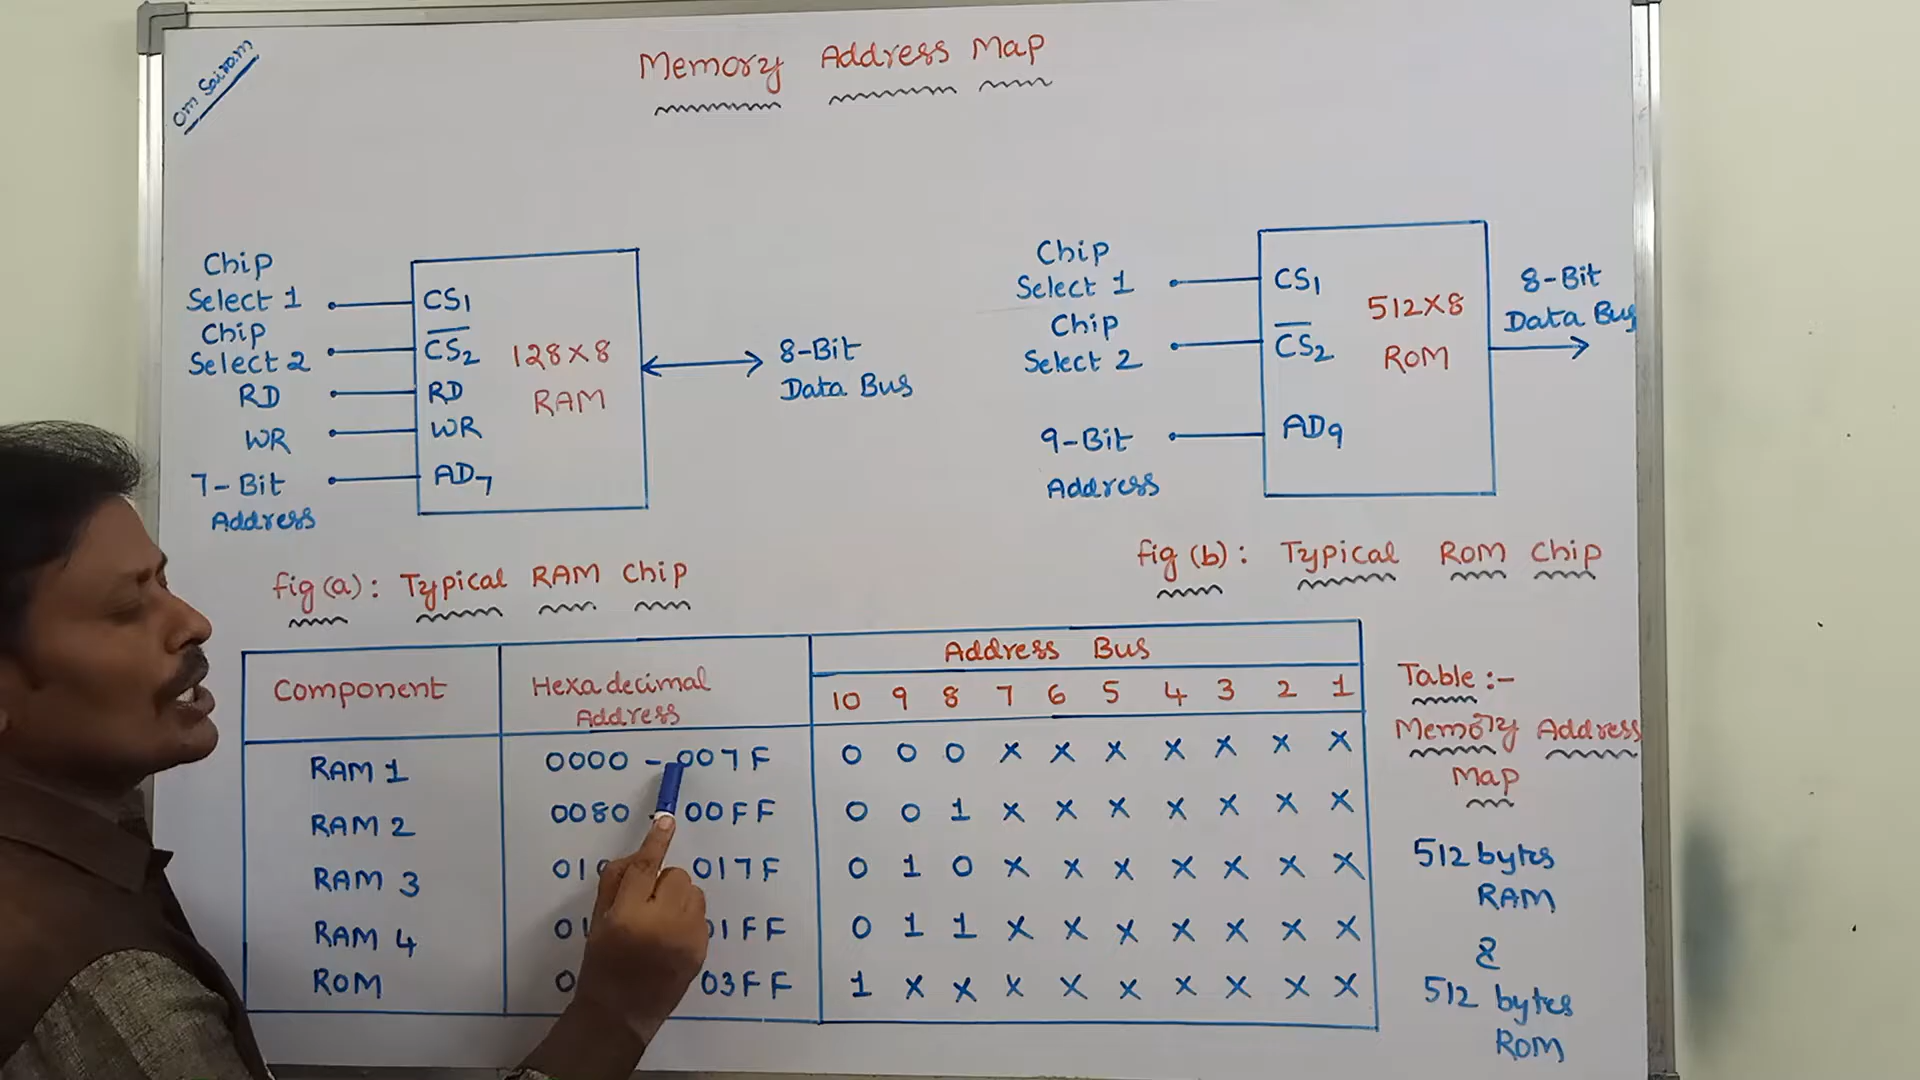 Om Sairam
Memory Address Map
Chip
Select 1
Chip
Select 2
RD
WR
7-Bit
Address
CS1
CS2
RD
WR
AD7
128X8
RAM
8-Bit
Data Bus
fig (a): Typical RAM Chip
Chip
Select 1
Chip
Select 2
9-Bit
Address
CS1
CS2
AD9
512X8
ROM
8-Bit
Data Bus
fig (b): Typical ROM Chip
Component Hexadecimal Address Address Bus
10 9 8 7 6 5 4 3 2 1
RAM 1 0000 - 007F 0 0 0 x x x x x x x
RAM 2 0080 00FF 0 0 1 x x x x x x x
RAM 3 017F 0 1 0 x x x x x x x
RAM 4 0 1 1 x x x x x x x
ROM 03FF 1 x x x x x x x x x
Table:-
Memory Address
Map
512 bytes
RAM
&
512 bytes
ROM